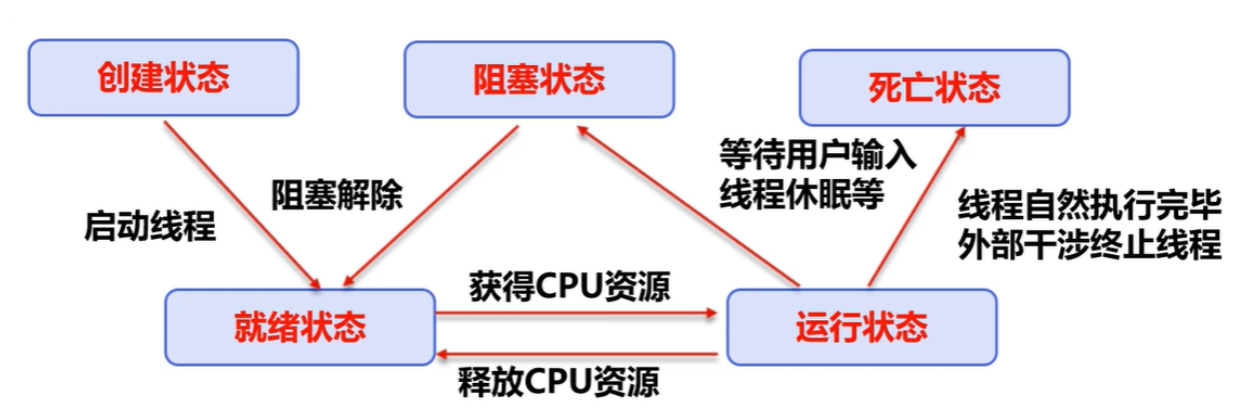 创建状态
阻塞状态
死亡状态
等待用户输入
线程休眠等
阻塞解除
启动线程
线程自然执行完毕
外部干涉终止线程
获得CPU资源
就绪状态
运行状态
释放CPU资源